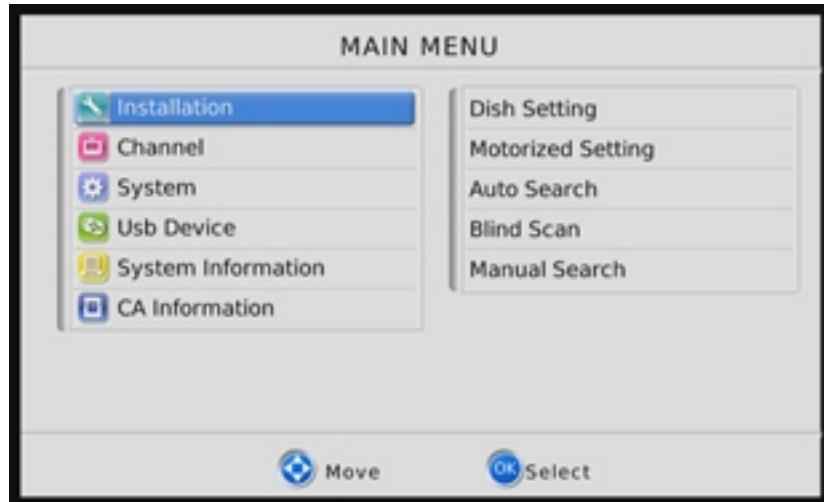 MAIN MENU
Installation
Channel
System
Usb Device
System Information
CA Information
Dish Setting
Motorized Setting
Auto Search
Blind Scan
Manual Search
Move
OK Select